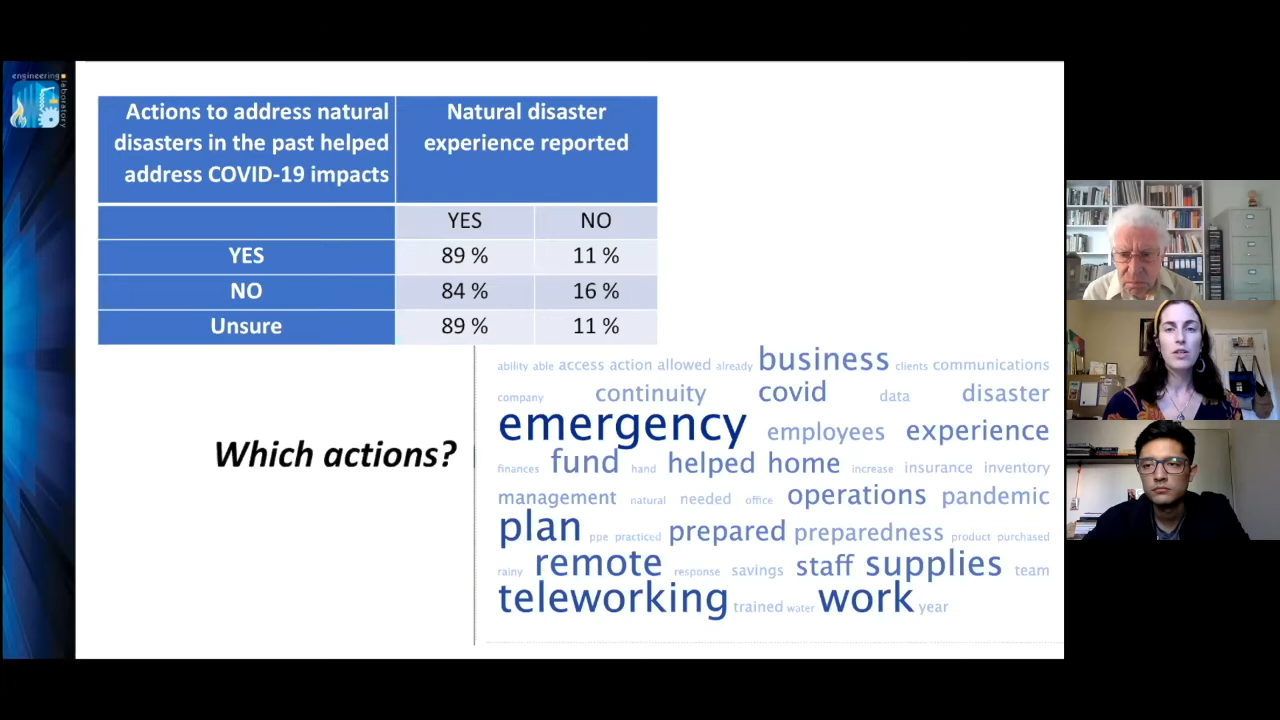 engineering
laboratory
Actions to address natural
disasters in the past helped
address COVID-19 impacts
Natural disaster
experience reported
YES NO
YES 89 % 11 %
NO 84 % 16 %
Unsure 89 % 11 %
Which actions?
ability able access action allowed already business clients communications
company continuity covid data disaster
emergency employees experience
finances fund hand helped home increase insurance inventory
management natural needed office operations pandemic
plan ppe practiced prepared preparedness product purchased
rainy remote response savings staff supplies team
teleworking trained water work year